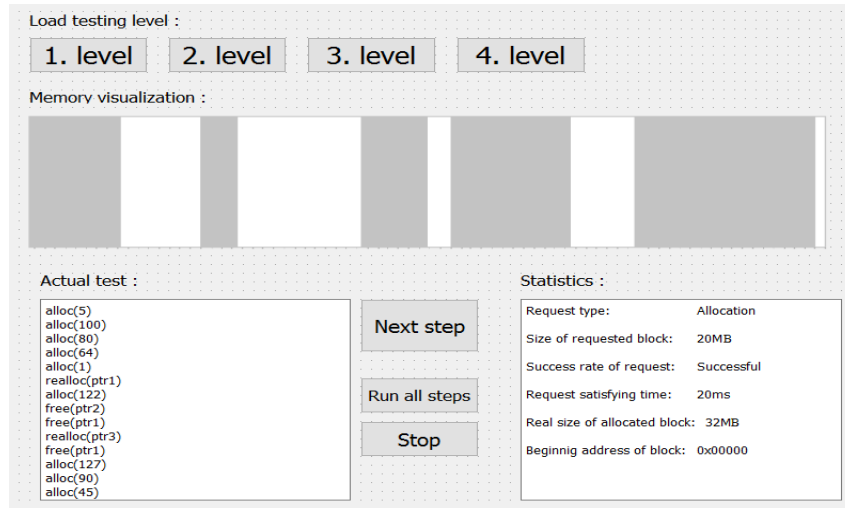 Load testing level :
1. level 2. level 3. level 4. level
Memory visualization :
Actual test :
alloc(5)
alloc(100)
alloc(80)
alloc(64)
alloc(1)
realloc(ptr1)
alloc(122)
free(ptr2)
free(ptr1)
realloc(ptr3)
free(ptr1)
alloc(127)
alloc(90)
alloc(45)
Next step
Run all steps
Stop
Statistics :
Request type: Allocation
Size of requested block: 20MB
Success rate of request: Successful
Request satisfying time: 20ms
Real size of allocated block: 32MB
Beginnig address of block: 0x00000